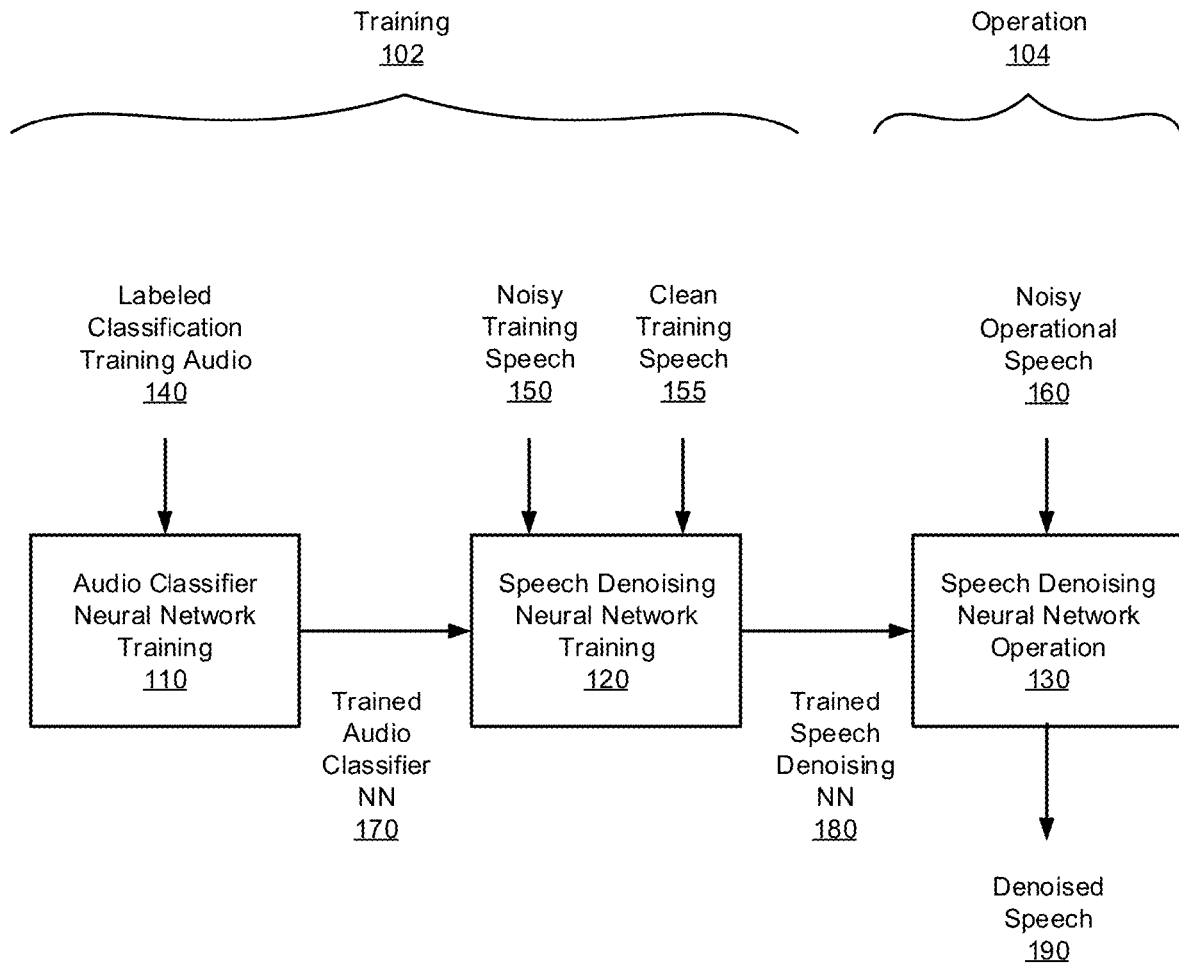 Training
102
Operation
104
Labeled
Classification
Training Audio
140
Noisy
Training
Speech
150
Clean
Training
Speech
155
Noisy
Operational
Speech
160
Audio Classifier
Neural Network
Training
110
Speech Denoising
Neural Network
Training
120
Speech Denoising
Neural Network
Operation
130
Trained
Audio
Classifier
NN
170
Trained
Speech
Denoising
NN
180
Denoised
Speech
190